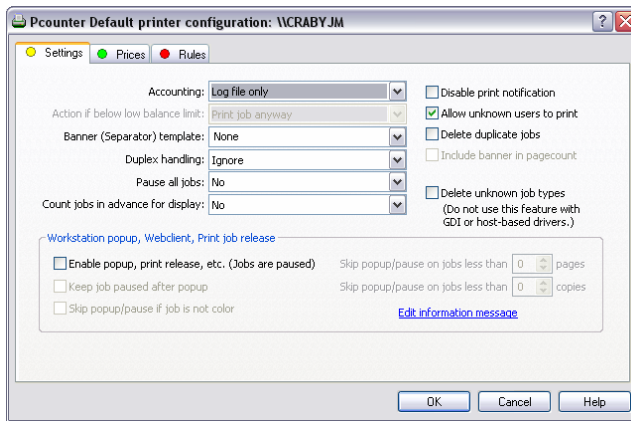 Pcounter Default printer configuration: \\CRABYJM
Settings Prices Rules
Accounting: Log file only
Disable print notification
Action if below low balance limit: Print job anyway
Allow unknown users to print
Banner (Separator) template: None
Delete duplicate jobs
Duplex handling: Ignore
Include banner in pagecount
Pause all jobs: No
Count jobs in advance for display: No
Delete unknown job types
(Do not use this feature with
GDI or host-based drivers.)
Workstation popup, Webclient, Print job release
Enable popup, print release, etc. (Jobs are paused)
Skip popup/pause on jobs less than 0 pages
Keep job paused after popup
Skip popup/pause on jobs less than 0 copies
Skip popup/pause if job is not color
Edit information message
OK Cancel Help